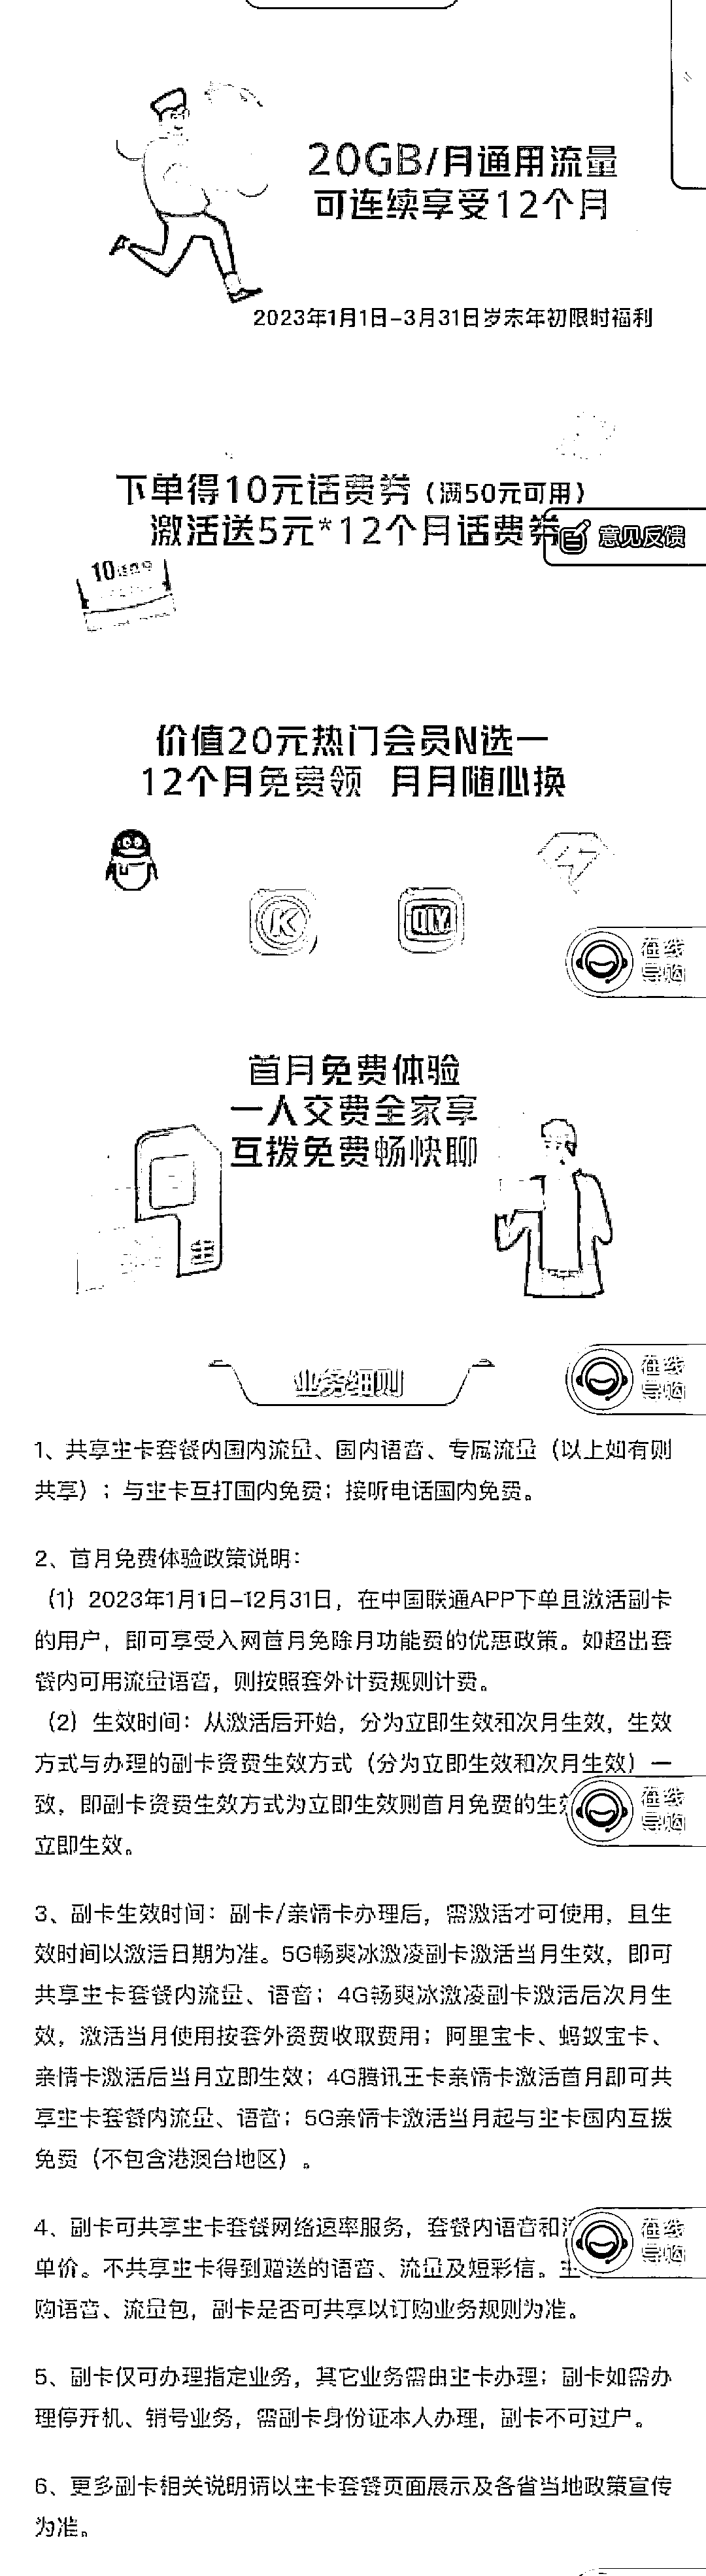 20GB/月通用流量
可连续享受12个月
2023年1月1日-3月31日岁末年初限时福利
下单得10元话费券（满50元可用）
激活送5元*12个月话费券
意见反馈
10
价值20元热门会员N选一
12个月免费领 月月随心换
K
QIY
在线
导购
首月免费体验
一人交费全家享
互拨免费畅快聊
主
业务细则
在线
导购
1、共享主卡套餐内国内流量、国内语音、专属流量（以上如有则
共享）；与主卡互打国内免费；接听电话国内免费。
2、首月免费体验政策说明：
（1）2023年1月1日-12月31日，在中国联通APP下单且激活副卡
的用户，即可享受入网首月免除月功能费的优惠政策。如超出套
餐内可用流量语音，则按照套外计费规则计费。
（2）生效时间：从激活后开始，分为立即生效和次月生效，生效
方式与办理的副卡资费生效方式（分为立即生效和次月生效）一
致，即副卡资费生效方式为立即生效则首月免费的生
在线
导购
立即生效。
3、副卡生效时间：副卡/亲情卡办理后，需激活才可使用，且生
效时间以激活日期为准。5G畅爽冰激凌副卡激活当月生效，即可
共享主卡套餐内流量、语音；4G畅爽冰激凌副卡激活后次月生
效，激活当月使用按套外资费收取费用；阿里宝卡、蚂蚁宝卡、
亲情卡激活后当月立即生效；4G腾讯王卡亲情卡激活首月即可共
享主卡套餐内流量、语音；5G亲情卡激活当月起与主卡国内互拨
免费（不包含港澳台地区）。
4、副卡可共享主卡套餐网络速率服务，套餐内语音和
在线
导购
单价。不共享主卡得到赠送的语音、流量及短彩信。主
购语音、流量包，副卡是否可共享以订购业务规则为准。
5、副卡仅可办理指定业务，其它业务需由主卡办理；副卡如需办
理停开机、销号业务，需副卡身份证本人办理，副卡不可过户。
6、更多副卡相关说明请以主卡套餐页面展示及各省当地政策宣传
为准。